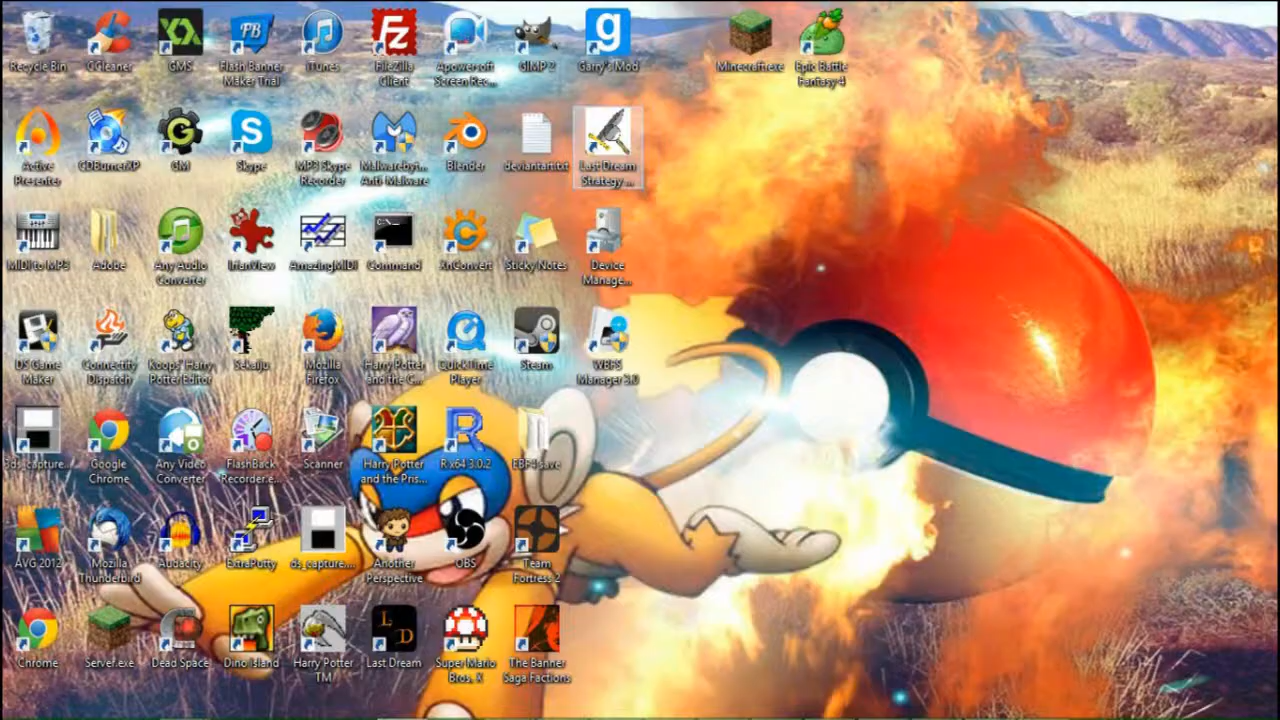 Recycle Bin
CCleaner
GMS
Flash Banner
Maker Trial
iTunes
FileZilla
Client
Apowersoft
Screen Rec...
GIMP 2
Garry's Mod
Minecraft.exe
Epic Battle
Fantasy 4
Active
Presenter
CDBurnerXP
GM
Skype
MP3 Skype
Recorder
Malwareby...
Anti-Malware
Blender
deviantart.txt
Last Dream
Strategy ...
MIDI to MP3
Adobe
Any Audio
Converter
IrfanView
AmazingMIDI
Command
XnConvert
Sticky Notes
Device
Manage...
DS Game
Maker
Connectify
Dispatch
Koops' Harry
Potter Editor
Sekaiju
Mozilla
Firefox
Harry Potter
and the C...
QuickTime
Player
Steam
WBFS
Manager 3.0
3ds_capture...
Google
Chrome
Any Video
Converter
FlashBack
Recorder.e...
Scanner
Harry Potter
and the Pris...
R x64 3.0.2
EBF4 save
AVG 2012
Mozilla
Thunderbird
Audacity
ExtraPutty
ds_capture....
Another
Perspective
OBS
Team
Fortress 2
Chrome
Server.exe
Dead Space
Dino Island
Harry Potter
TM
Last Dream
Super Mario
Bros. X
The Banner
Saga Factions